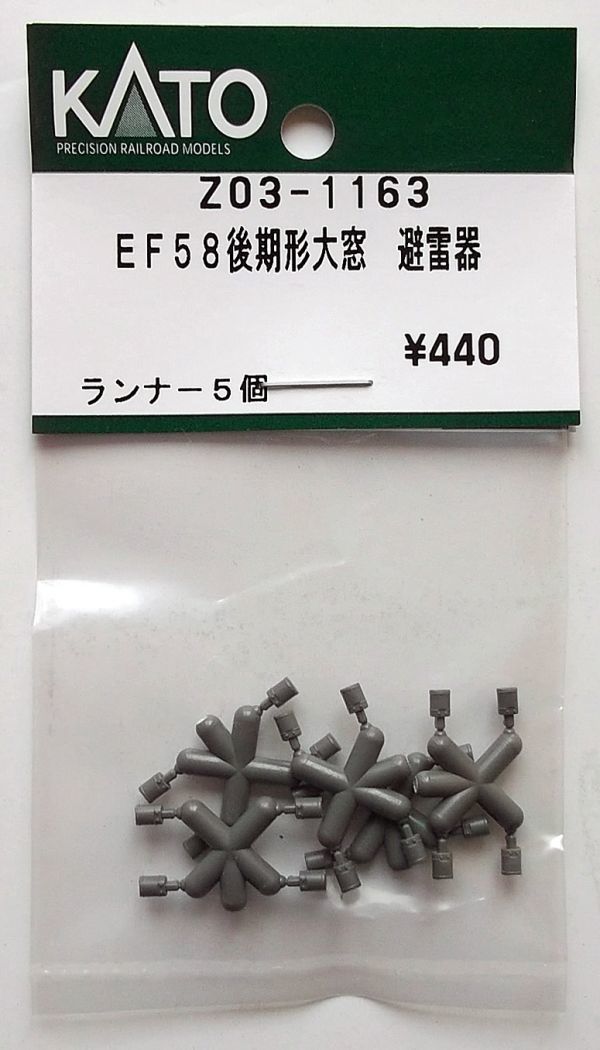 KATO
PRECISION RAILROAD MODELS
Z03-1163
EF58後期形大窓　避雷器
¥440
ランナー5個